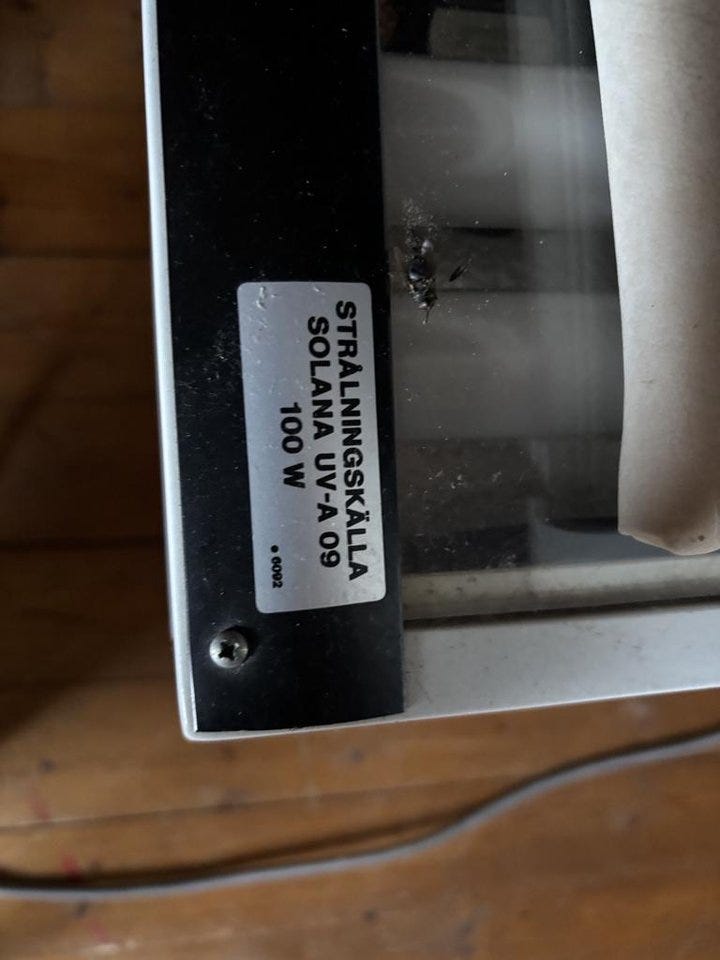 STRÅLNINGSKÄLLA
SOLANA UV-A 09
100 W
• 6092